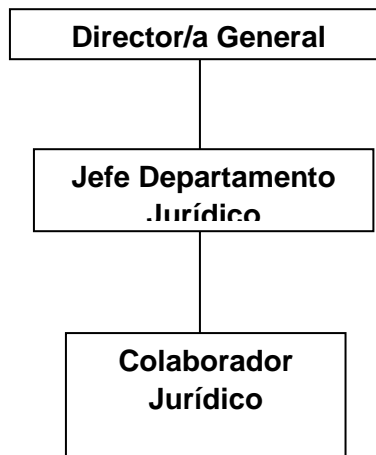 Director/a General
Jefe Departamento
Jurídico
Colaborador
Jurídico